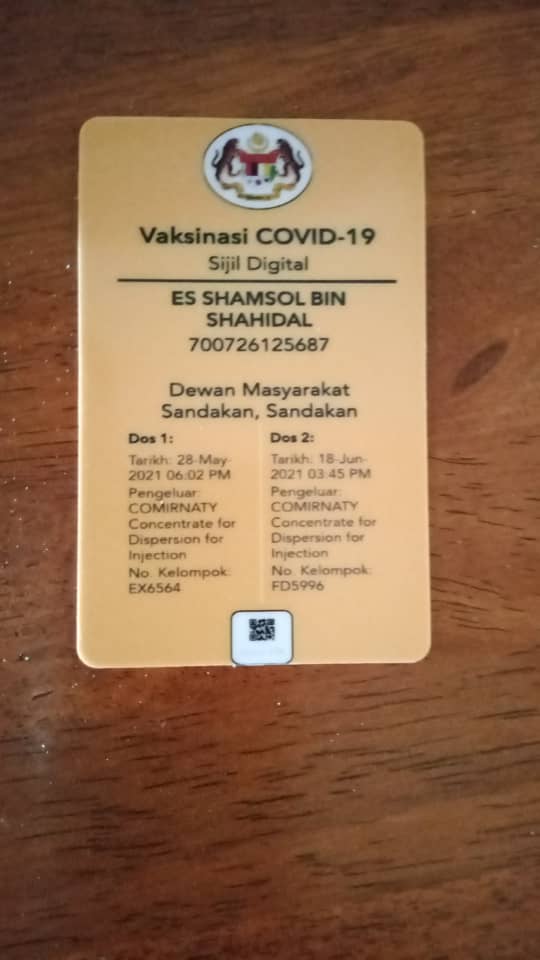 Vaksinasi COVID-19
Sijil Digital
ES SHAMSOL BIN
SHAHIDAL
700726125687
Dewan Masyarakat
Sandakan, Sandakan
Dos 1:
Tarikh: 28-May-
2021 06:02 PM
Pengeluar:
COMIRNATY
Concentrate for
Dispersion for
Injection
No. Kelompok:
EX6564
Dos 2:
Tarikh: 18-Jun-
2021 03:45 PM
Pengeluar:
COMIRNATY
Concentrate for
Dispersion for
Injection
No. Kelompok:
FD5996